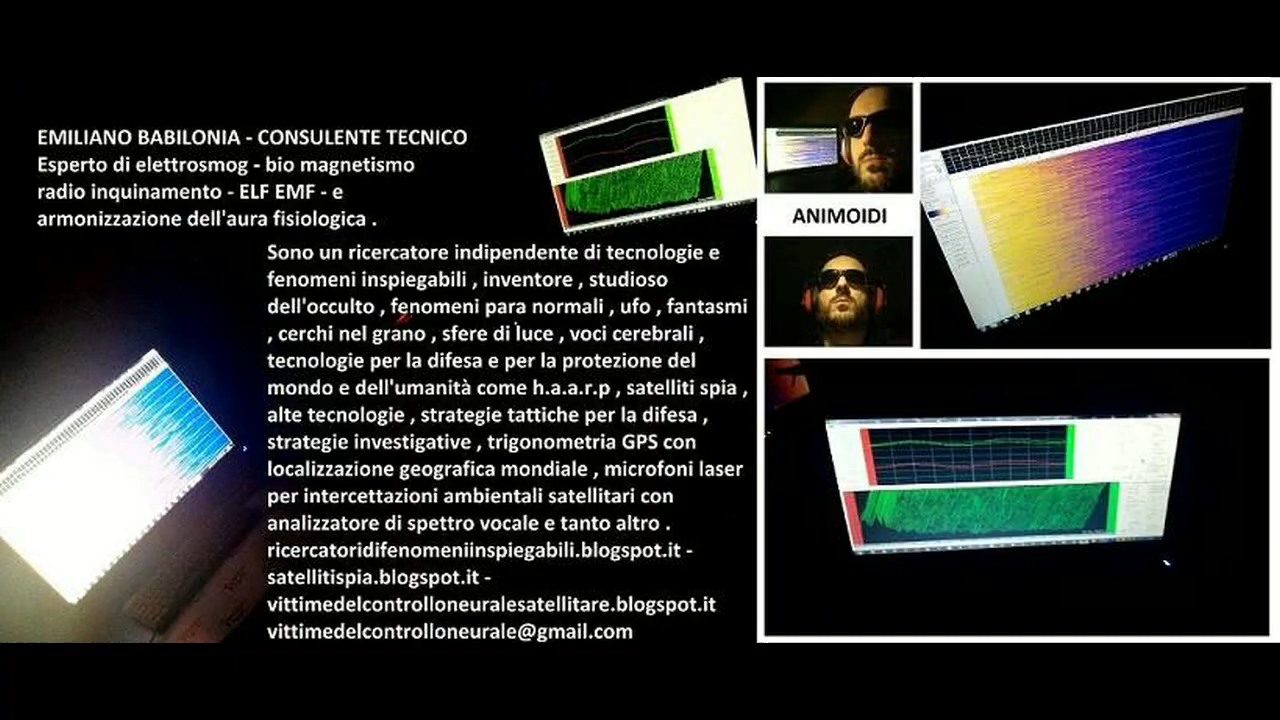 EMILIANO BABILONIA - CONSULENTE TECNICO
Esperto di elettrosmog - bio magnetismo
radio inquinamento - ELF EMF - e
armonizzazione dell'aura fisiologica .
Sono un ricercatore indipendente di tecnologie e
fenomeni inspiegabili , inventore , studioso
dell'occulto , fenomeni para normali , ufo , fantasmi
, cerchi nel grano , sfere di luce , voci cerebrali ,
tecnologie per la difesa e per la protezione del
mondo e dell'umanità come h.a.a.r.p , satelliti spia ,
alte tecnologie , strategie tattiche per la difesa ,
strategie investigative , trigonometria GPS con
localizzazione geografica mondiale , microfoni laser
per intercettazioni ambientali satellitari con
analizzatore di spettro vocale e tanto altro .
ricercatoridifenomeniinspiegabili.blogspot.it -
satellitispia.blogspot.it -
vittimedelcontrolloneuralesatellitare.blogspot.it
vittimedelcontrolloneurale@gmail.com
ANIMOIDI